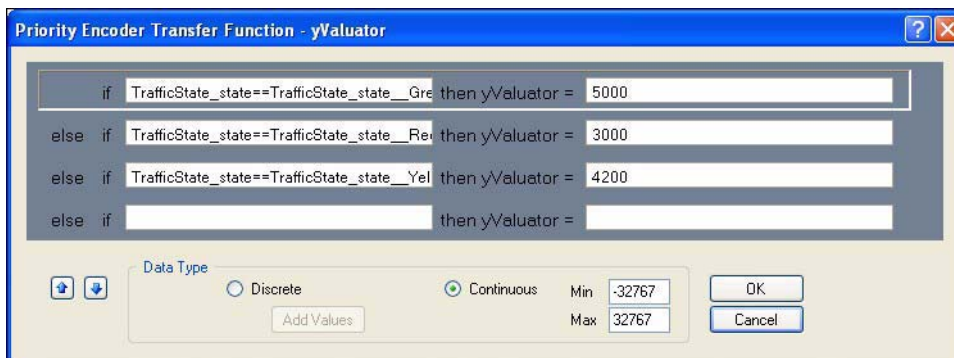 Priority Encoder Transfer Function - yValuator
if TrafficState_state==TrafficState_state__Gre then yValuator = 5000
else if TrafficState_state==TrafficState_state__Re then yValuator = 3000
else if TrafficState_state==TrafficState_state__Yel then yValuator = 4200
else if then yValuator =
Data Type
Discrete Continuous Min -32767 OK
Add Values Max 32767 Cancel